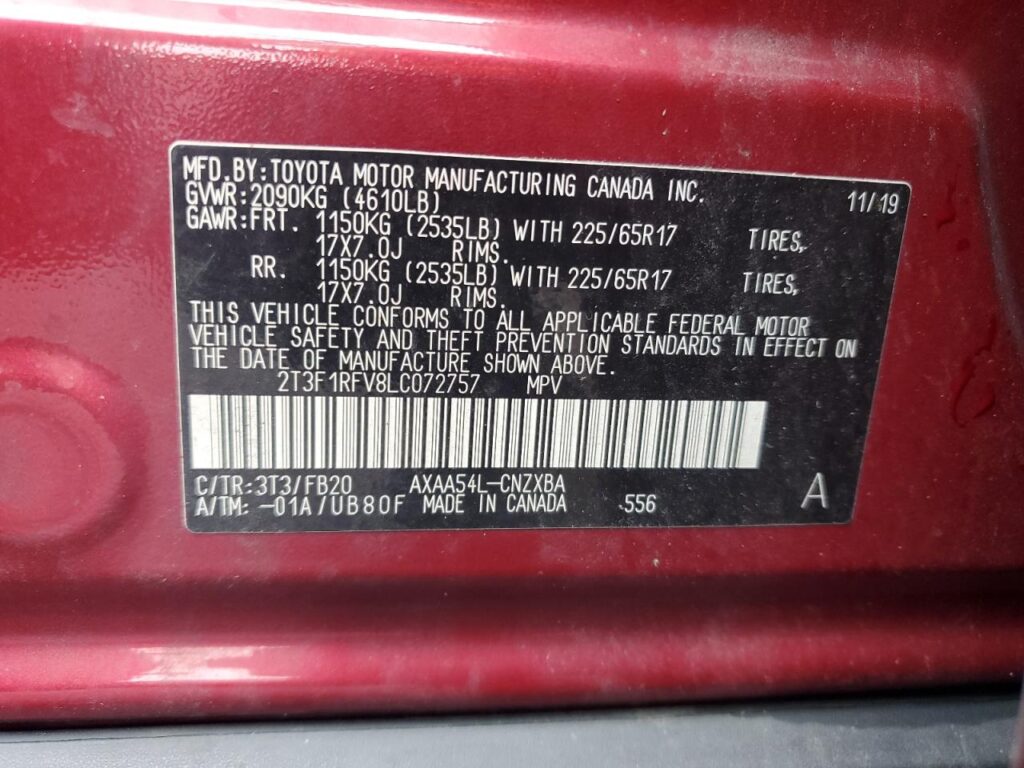 MFD.BY:TOYOTA MOTOR MANUFACTURING CANADA INC. 11/19
GVWR:2090KG (4610LB)
GAWR:FRT. 1150KG (2535LB) WITH 225/65R17 TIRES,
17X7.0J RIMS.
RR. 1150KG (2535LB) WITH 225/65R17 TIRES,
17X7.0J RIMS.
THIS VEHICLE CONFORMS TO ALL APPLICABLE FEDERAL MOTOR
VEHICLE SAFETY AND THEFT PREVENTION STANDARDS IN EFFECT ON
THE DATE OF MANUFACTURE SHOWN ABOVE.
2T3F1RFV8LC072757 MPV
C/TR:3T3/FB20 AXAA54L-CNZXBA
A/TM:-01A/UB80F MADE IN CANADA .556 A